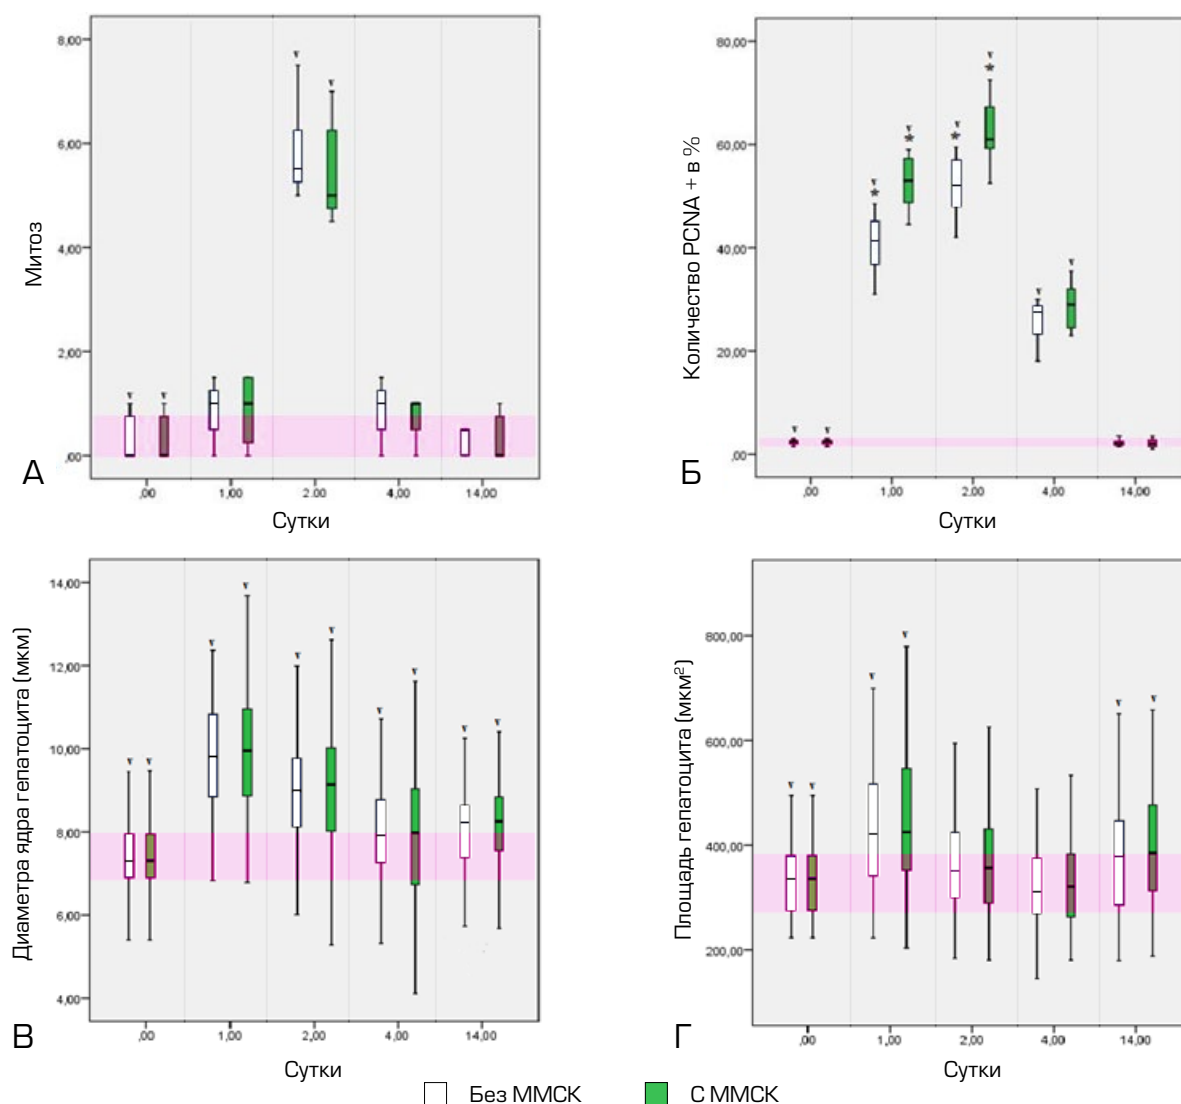 8,00
6,00
4,00
2,00
,00
Митоз
v v v v
А
,00 1,00 2,00 4,00 14,00
Сутки
80,00
60,00
40,00
20,00
,00
Количество PCNA + в %
v v v * v * v * v * v v
Б
,00 1,00 2,00 4,00 14,00
Сутки
14,00
12,00
10,00
8,00
6,00
4,00
Диаметра ядра гепатоцита (мкм)
v v v v v v v v v v
В
,00 1,00 2,00 4,00 14,00
Сутки
800,00
600,00
400,00
200,00
Площадь гепатоцита (мкм²)
v v v v v v
Г
,00 1,00 2,00 4,00 14,00
Сутки
Без ММСК
С ММСК